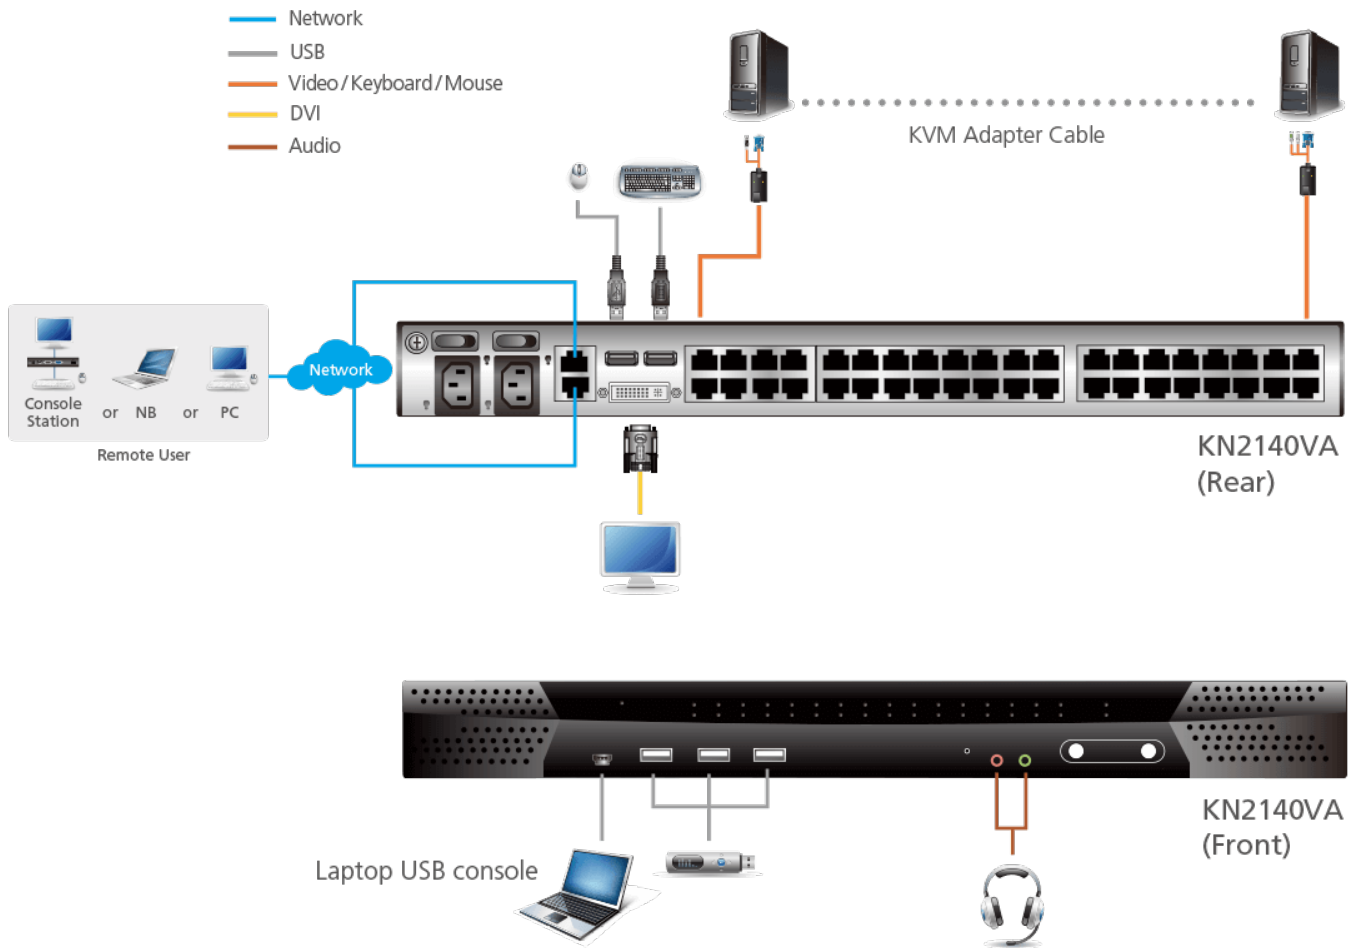 Network
USB
Video/Keyboard/Mouse
DVI
Audio
KVM Adapter Cable
Network
Console
Station
or
NB
or
PC
Remote User
KN2140VA
(Rear)
KN2140VA
(Front)
Laptop USB console